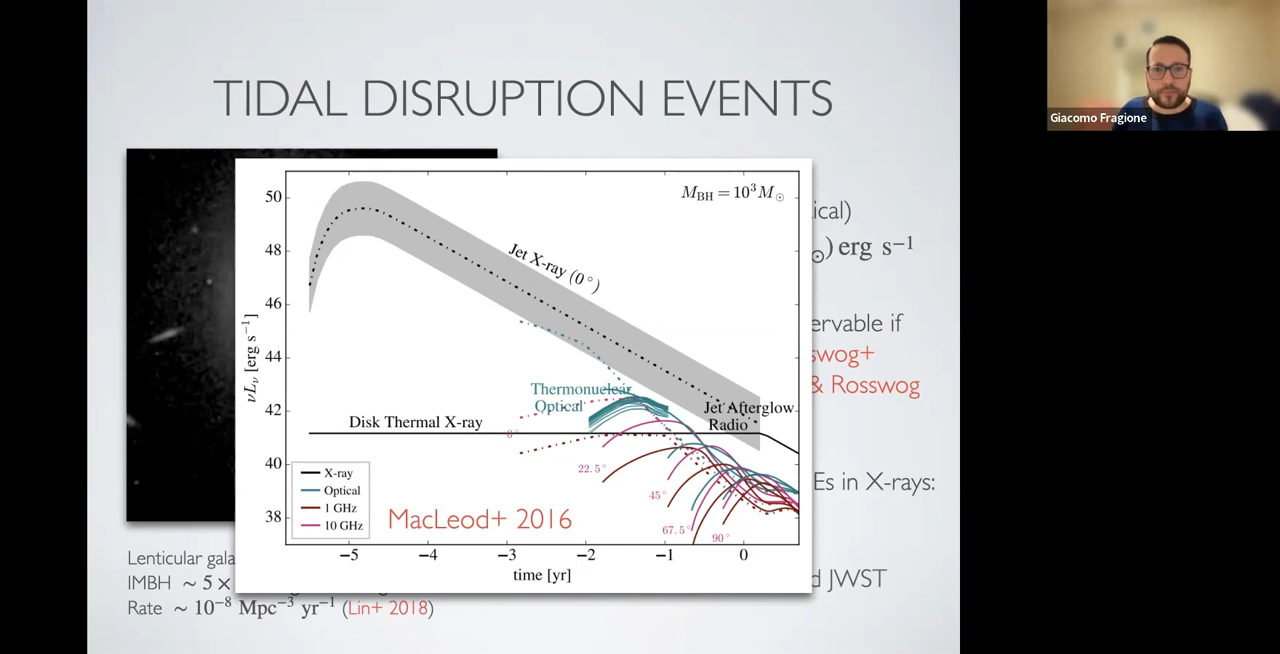 TIDAL DISRUPTION EVENTS
Giacomo Fragione
ical)
⊙) erg s−1
ervable if
swog+
& Rosswog
Es in X-rays:
d JWST
M_BH = 10^3 M_⊙
50
48
46
44
42
40
38
νLν [erg s−1]
Jet X-ray (0°)
Thermonuclear
Optical
Jet Afterglow
Radio
Disk Thermal X-ray
0°
22.5°
45°
67.5°
90°
X-ray
Optical
1 GHz
10 GHz
MacLeod+ 2016
−5 −4 −3 −2 −1 0
time [yr]
Lenticular gala
IMBH ~ 5 ×
Rate ~ 10−8 Mpc−3 yr−1 (Lin+ 2018)